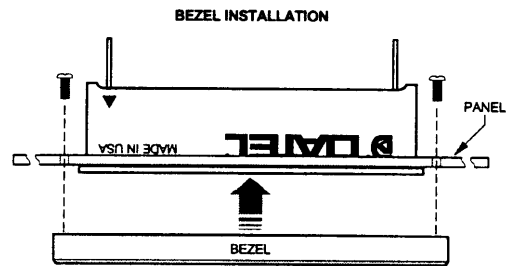 BEZEL INSTALLATION
PANEL
MADE IN USA
DATEL
BEZEL